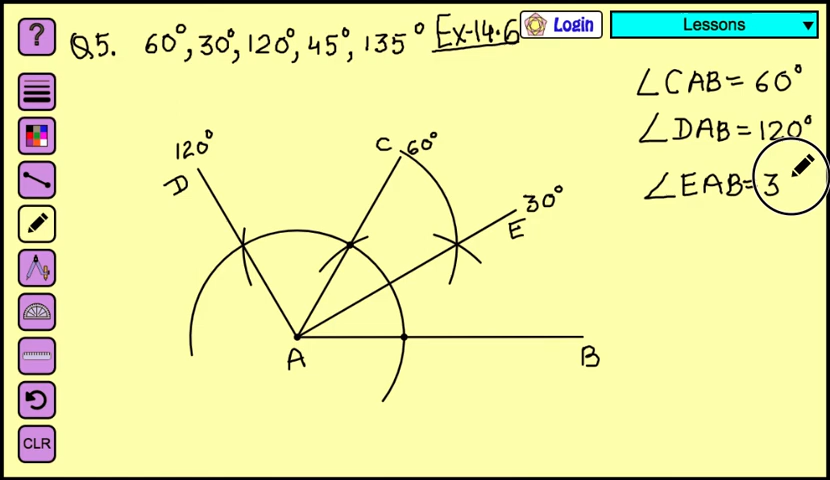 ?
Q5. 60°, 30°, 120°, 45°, 135° Ex-14.6
Login
Lessons
∠CAB = 60°
∠DAB = 120°
∠EAB = 3
120°
D
C 60°
30°
E
A
B
CLR